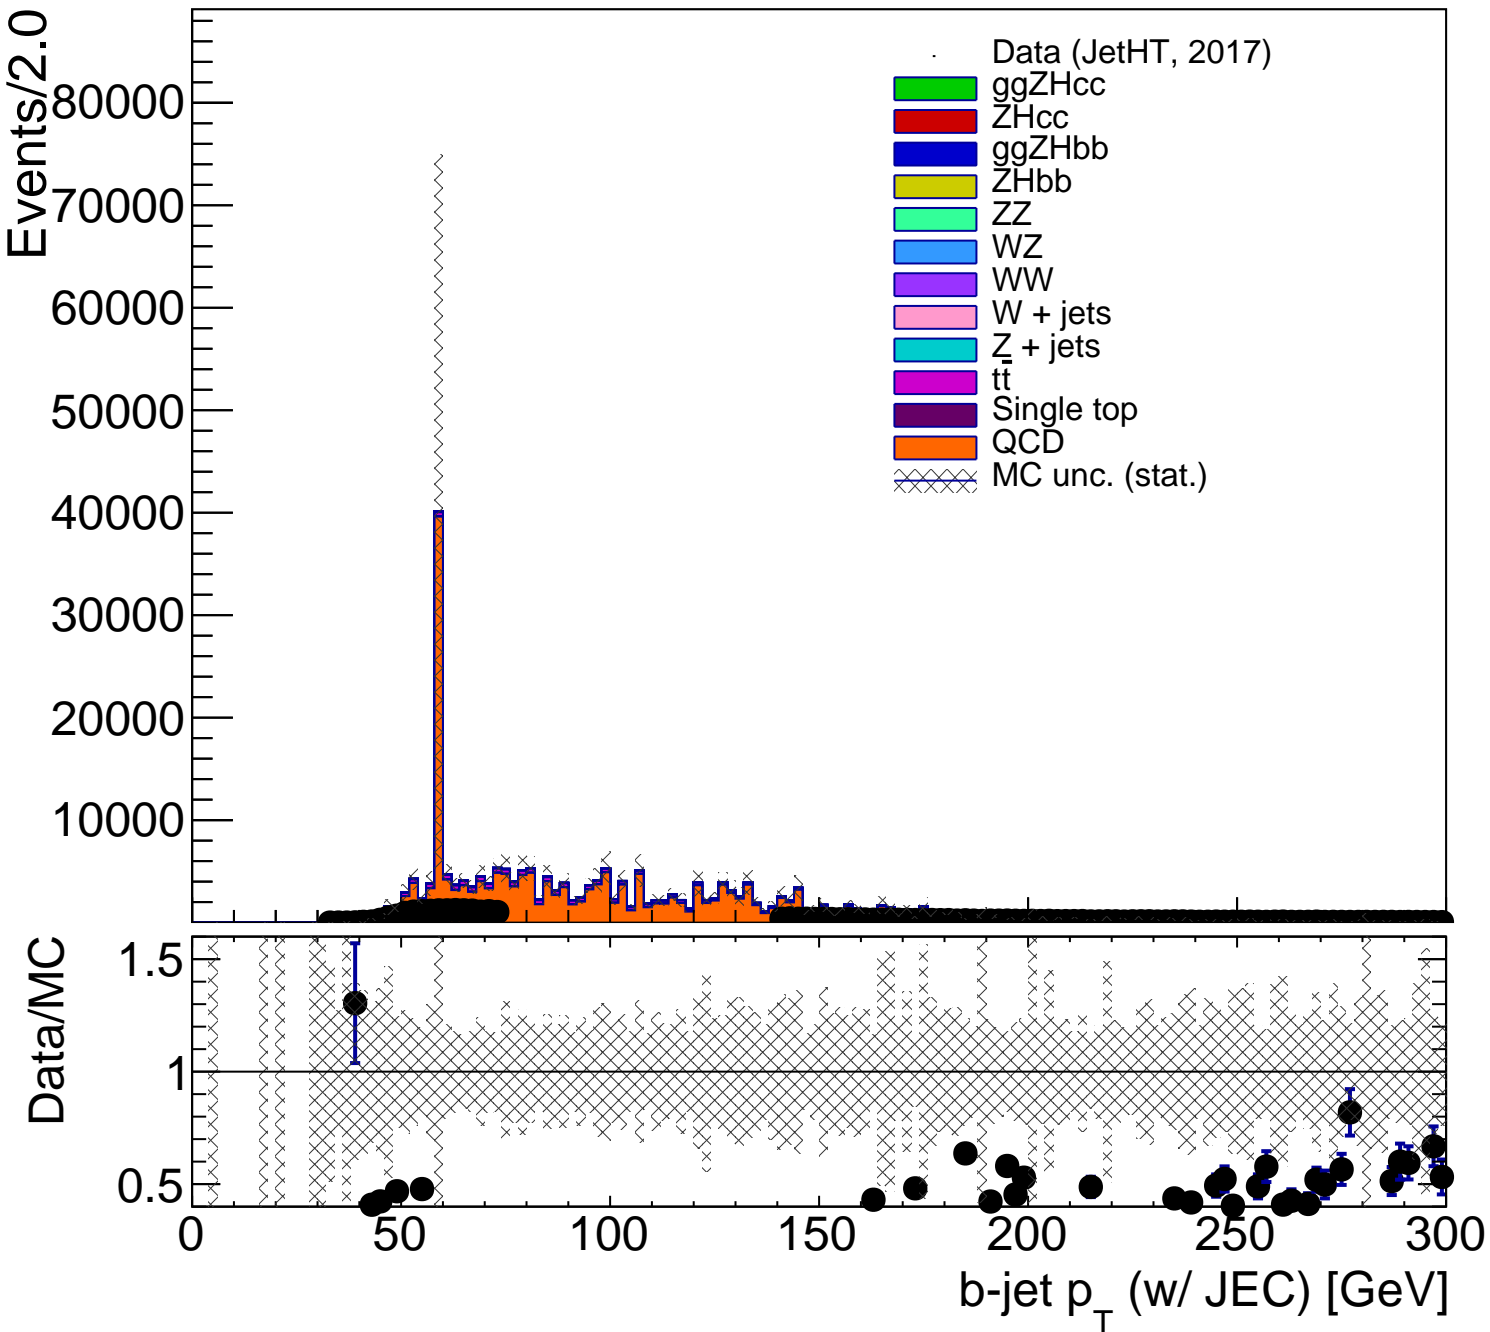 Events/2.0
80000
70000
60000
50000
40000
30000
20000
10000
Data (JetHT, 2017)
ggZHcc
ZHcc
ggZHbb
ZHbb
ZZ
WZ
WW
W + jets
Z + jets
tt̄
Single top
QCD
MC unc. (stat.)
Data/MC
1.5
1
0.5
0 50 100 150 200 250 300
b-jet p_T (w/ JEC) [GeV]